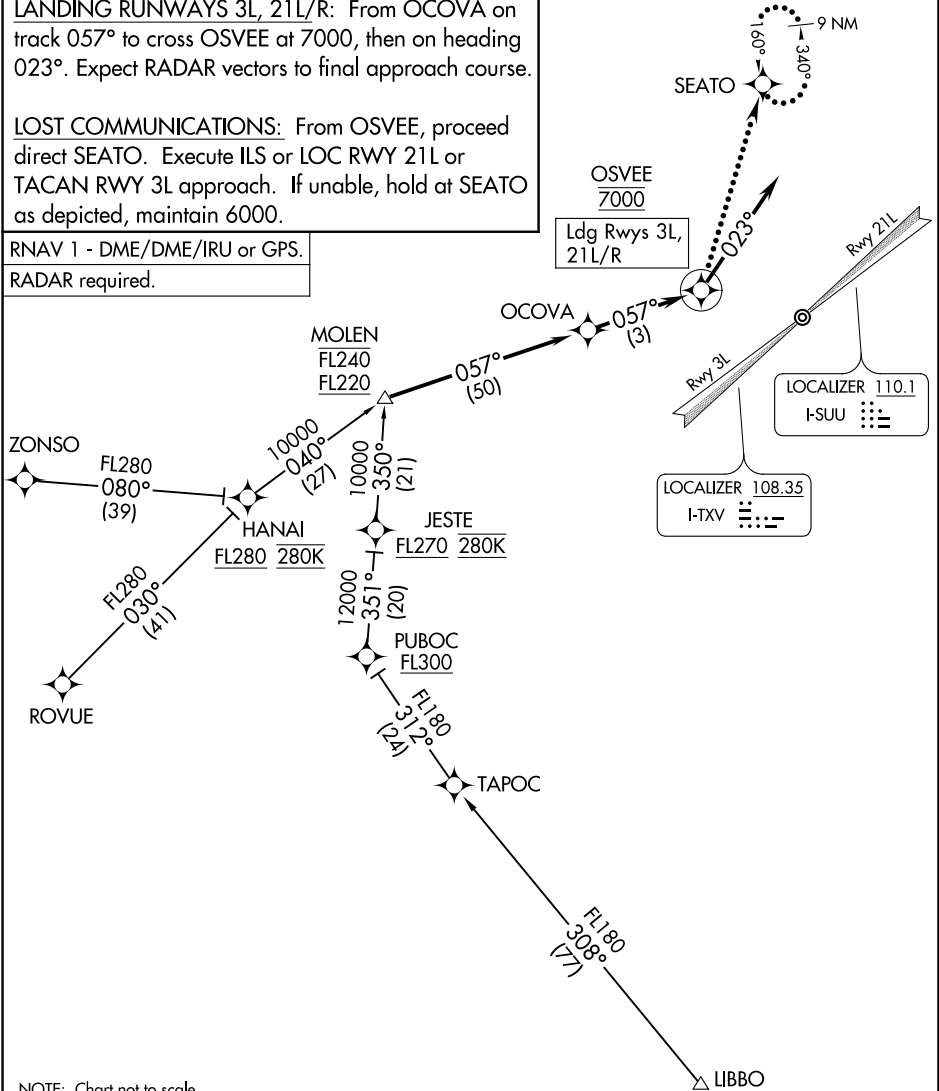 LANDING RUNWAYS 3L, 21L/R: From OCOVA on
track 057° to cross OSVEE at 7000, then on heading
023°. Expect RADAR vectors to final approach course.
LOST COMMUNICATIONS: From OSVEE, proceed
direct SEATO. Execute ILS or LOC RWY 21L or
TACAN RWY 3L approach. If unable, hold at SEATO
as depicted, maintain 6000.
RNAV 1 - DME/DME/IRU or GPS.
RADAR required.
9 NM
160°
340°
SEATO
OSVEE
7000
Ldg Rwys 3L,
21L/R
023°
Rwy 21L
Rwy 3L
OCOVA
057°
(3)
LOCALIZER 110.1
I-SUU
LOCALIZER 108.35
I-TXV
MOLEN
FL240
FL220
057°
(50)
ZONSO
FL280
080°
(39)
10000
040°
(27)
10000
350°
(21)
HANAI
FL280 280K
JESTE
FL270 280K
FL280
030°
(41)
ROVUE
12000
351°
(20)
PUBOC
FL300
FL180
312°
(24)
TAPOC
FL180
308°
(77)
LIBBO
NOTE: Chart not to scale.